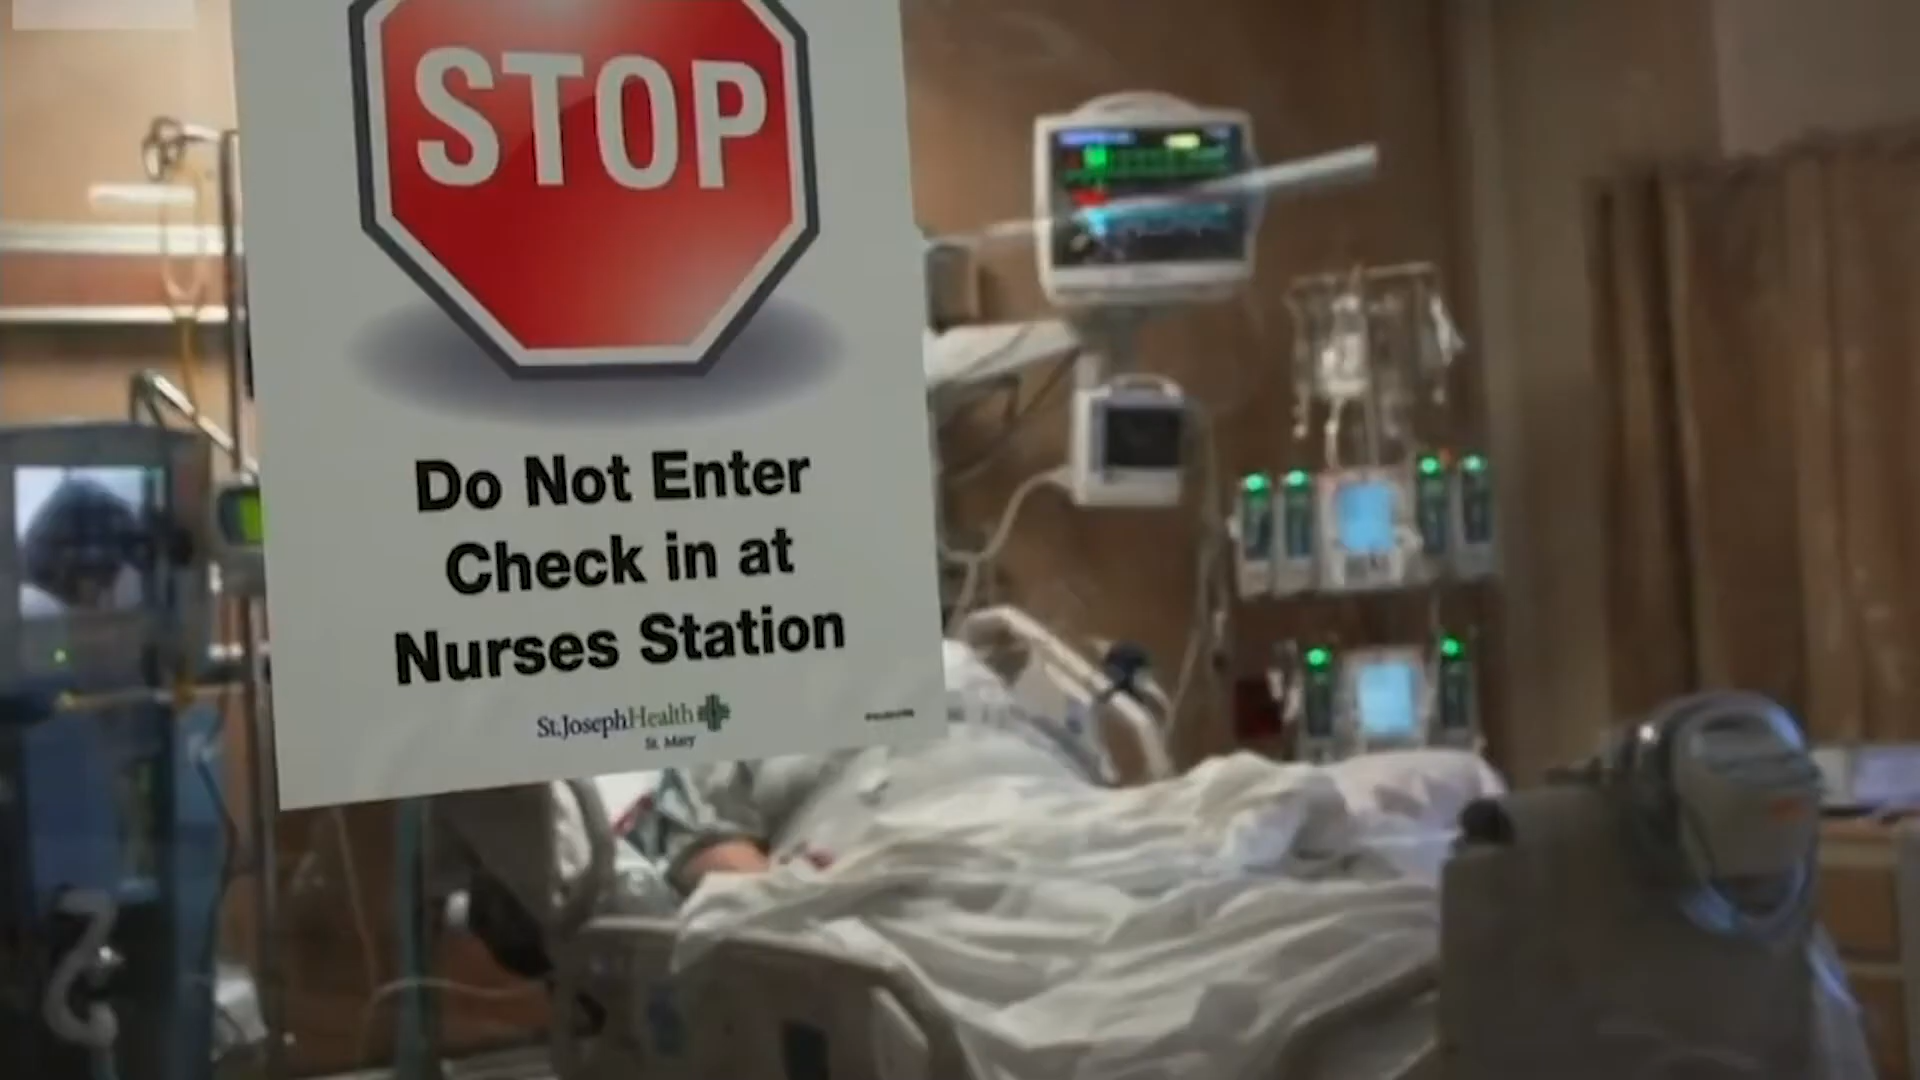 STOP
Do Not Enter
Check in at
Nurses Station
St.JosephHealth
St. Mary